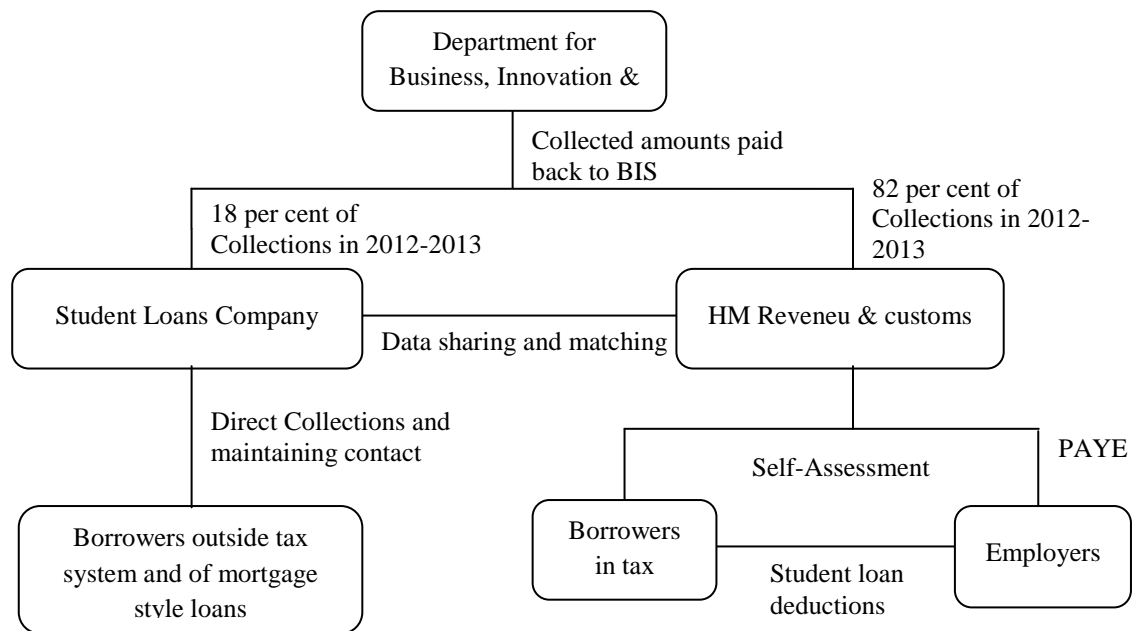 Department for
Business, Innovation &
Collected amounts paid
back to BIS
18 per cent of
Collections in 2012-2013
82 per cent of
Collections in 2012-
2013
Student Loans Company
Data sharing and matching
HM Reveneu & customs
Direct Collections and
maintaining contact
Self-Assessment
PAYE
Borrowers outside tax
system and of mortgage
style loans
Borrowers
in tax
Student loan
deductions
Employers